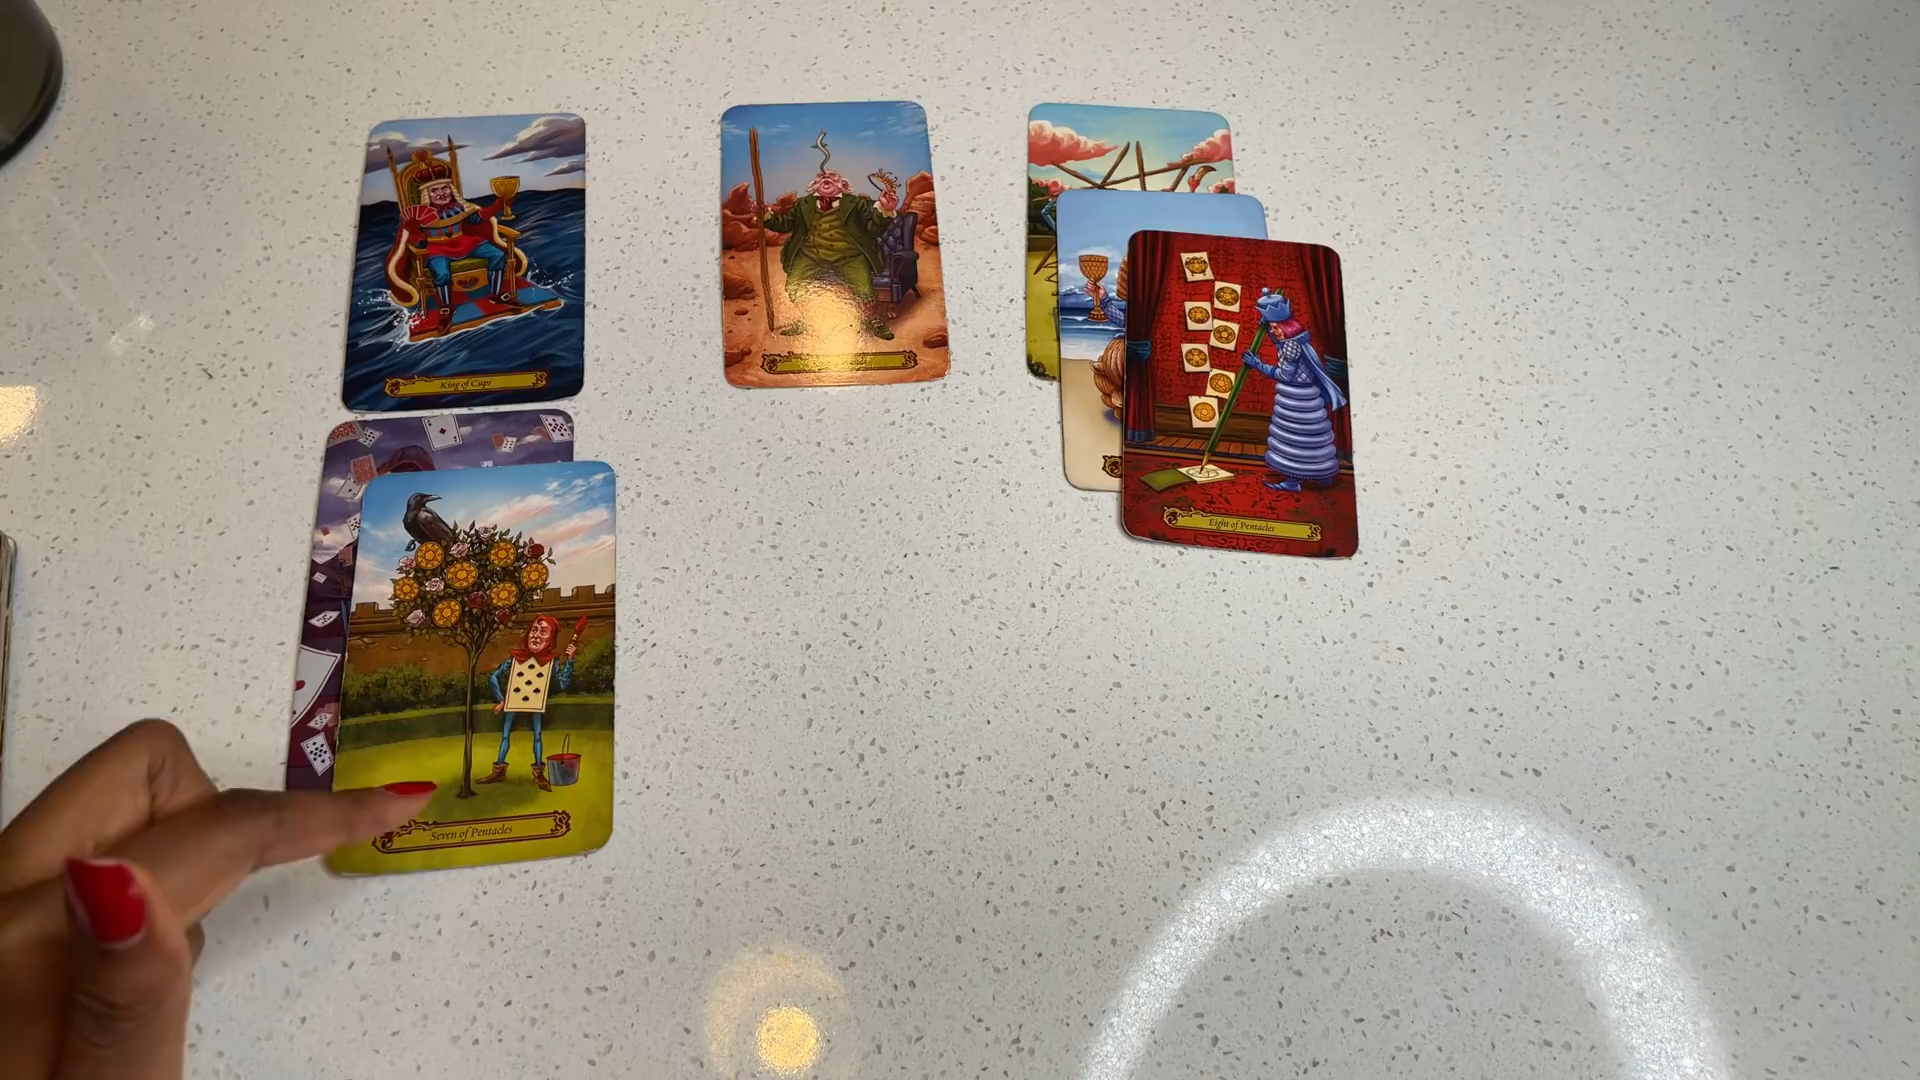 King of Cups
Eight of Pentacles
Seven of Pentacles